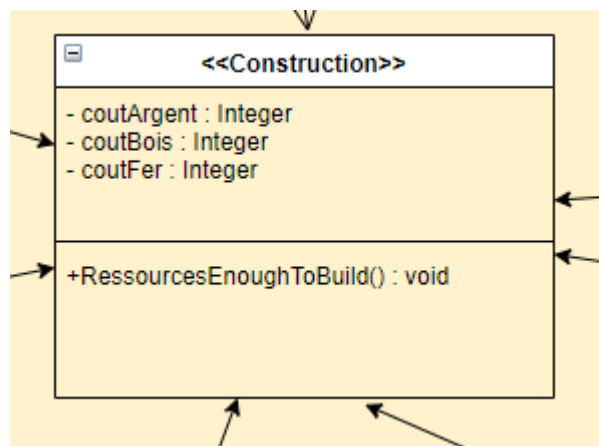 <<Construction>>
- coutArgent : Integer
- coutBois : Integer
- coutFer : Integer
+RessourcesEnoughToBuild() : void